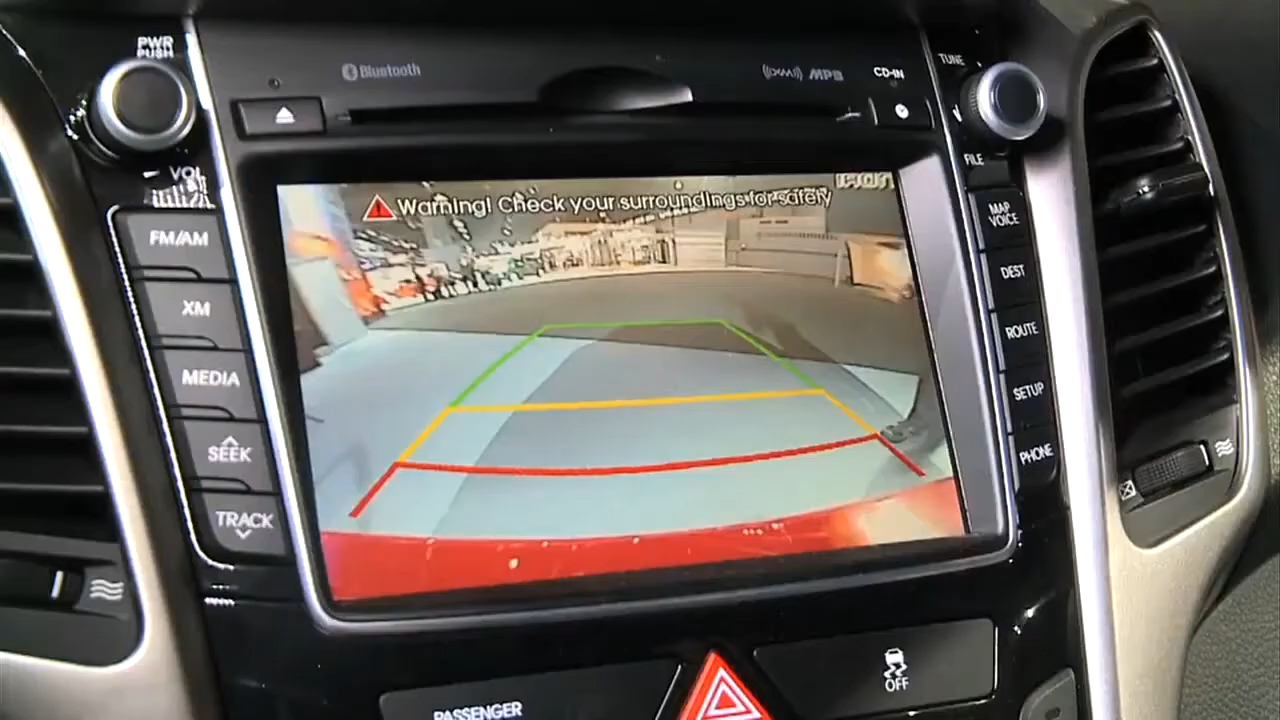 PWR
PUSH
Bluetooth
MP3
CD-IN
TUNE
VOL
FILE
Warning! Check your surroundings for safety
FM/AM
XM
MEDIA
SEEK
TRACK
MAP
VOICE
DEST
ROUTE
SETUP
PHONE
OFF
PASSENGER